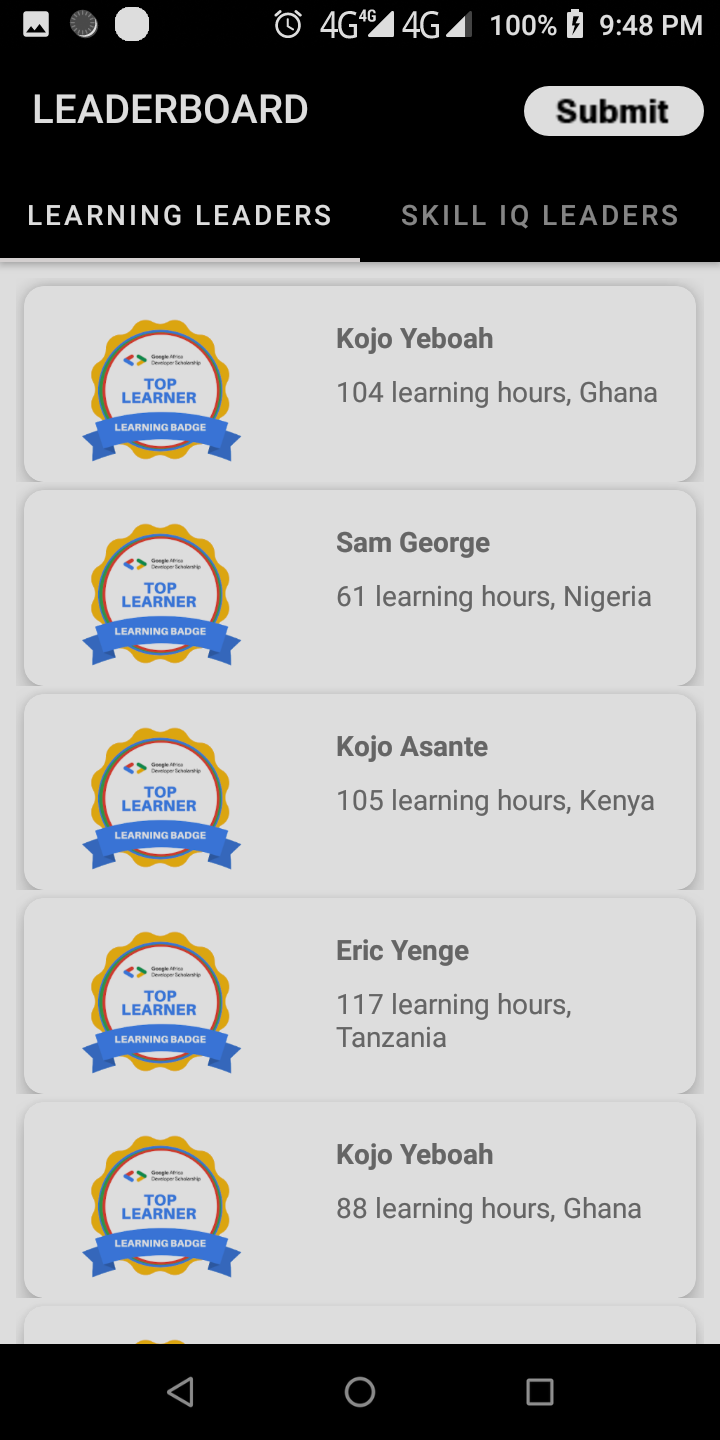 4G 4G 4G 100% 9:48 PM
LEADERBOARD
Submit
LEARNING LEADERS SKILL IQ LEADERS
Google Africa
Developer Scholarship
TOP
LEARNER
LEARNING BADGE
Kojo Yeboah
104 learning hours, Ghana
Google Africa
Developer Scholarship
TOP
LEARNER
LEARNING BADGE
Sam George
61 learning hours, Nigeria
Google Africa
Developer Scholarship
TOP
LEARNER
LEARNING BADGE
Kojo Asante
105 learning hours, Kenya
Google Africa
Developer Scholarship
TOP
LEARNER
LEARNING BADGE
Eric Yenge
117 learning hours,
Tanzania
Google Africa
Developer Scholarship
TOP
LEARNER
LEARNING BADGE
Kojo Yeboah
88 learning hours, Ghana